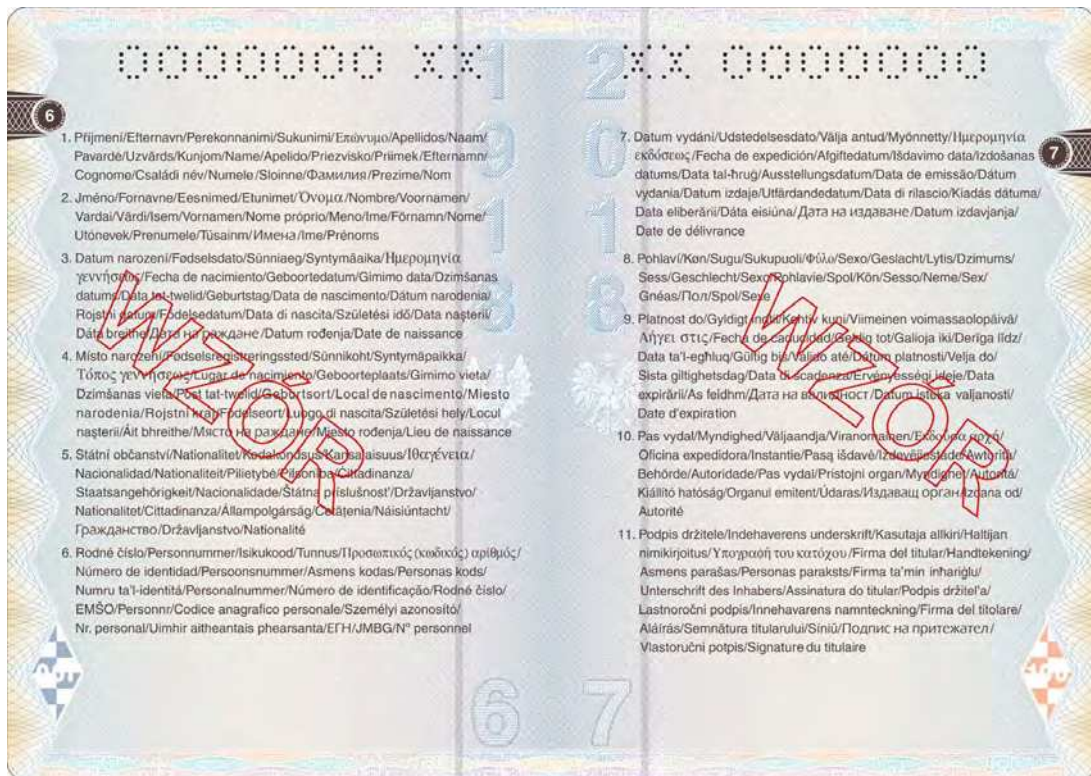 0000000 XX
6
1. Příjmení/Efternavn/Perekonnanimi/Sukunimi/Επώνυμο/Apellidos/Naam/
Pavardė/Uzvārds/Kunjom/Name/Apelido/Priezvisko/Priimek/Efternamn/
Cognome/Családi név/Numele/Sloinne/Фамилия/Prezime/Nom
2. Jméno/Fornavne/Eesnimed/Etunimet/Όνομα/Nombre/Voornamen/
Vardai/Vārdi/Isem/Vornamen/Nome próprio/Meno/Ime/Förnamn/Nome/
Utónevek/Prenumele/Túsainm/Имена/Ime/Prénoms
3. Datum narození/Fødselsdato/Sünniaeg/Syntymäaika/Ημερομηνία
γεννήσεως/Fecha de nacimiento/Geboortedatum/Gimimo data/Dzimšanas
datums/Data tat-twelid/Geburtstag/Data de nascimento/Dátum narodenia/
Rojstni datum/Födelsedatum/Data di nascita/Születési idő/Data nașterii/
Dáta breithe/Дата на раждане/Datum rođenja/Date de naissance
4. Místo narození/Fødselsregistreringssted/Sünnikoht/Syntymäpaikka/
Τόπος γεννήσεως/Lugar de nacimiento/Geboorteplaats/Gimimo vieta/
Dzimšanas vieta/Post tat-twelid/Geburtsort/Local de nascimento/Miesto
narodenia/Rojstni kraj/Födelseort/Luogo di nascita/Születési hely/Locul
nașterii/Áit bhreithe/Място на раждане/Mjesto rođenja/Lieu de naissance
5. Státní občanství/Nationalitet/Kodakondsus/Kansalaisuus/Ιθαγένεια/
Nacionalidad/Nationaliteit/Pilietybė/Pilsonība/Ċittadinanza/
Staatsangehörigkeit/Nacionalidade/Štátna príslušnosť/Državljanstvo/
Nationalitet/Cittadinanza/Állampolgárság/Cetățenia/Náisiúntacht/
Гражданство/Državljanstvo/Nationalité
6. Rodné číslo/Personnummer/Isikukood/Tunnus/Προσωπικός (κωδικός) αριθμός/
Número de identidad/Persoonsnummer/Asmens kodas/Personas kods/
Numru ta'l-identità/Personalnummer/Número de identificação/Rodné číslo/
EMŠO/Personnr/Codice anagrafico personale/Személyi azonosító/
Nr. personal/Uimhir aitheantais phearsanta/ЕГН/JMBG/N° personnel
WZÓR
XX 0000000
7
7. Datum vydání/Udstedelsesdato/Välja antud/Myönnetty/Ημερομηνία
εκδόσεως/Fecha de expedición/Afgiftedatum/Išdavimo data/Izdošanas
datums/Data tal-ħruġ/Ausstellungsdatum/Data de emissão/Dátum
vydania/Datum izdaje/Utfärdandedatum/Data di rilascio/Kiadás dátuma/
Data eliberării/Dáta eisiúna/Дата на издаване/Datum izdavjanja/
Date de délivrance
8. Pohlaví/Køn/Sugu/Sukupuoli/Φύλο/Sexo/Geslacht/Lytis/Dzimums/
Sess/Geschlecht/Sexo/Pohlavie/Spol/Kön/Sesso/Neme/Sex/
Gnéas/Пол/Spol/Sexe
9. Platnost do/Gyldigt indtil/Kehtiv kuni/Viimeinen voimassaolopäivä/
Λήγει στις/Fecha de caducidad/Geldig tot/Galioja iki/Derīga līdz/
Data ta'l-egħluq/Gültig bis/Válido até/Dátum platnosti/Velja do/
Sista giltighetsdag/Data di scadenza/Érvényességi ideje/Data
expirării/As feidhm/Дата на валидност/Datum isteka valjanosti/
Date d'expiration
10. Pas vydal/Myndighed/Väljaandja/Viranomainen/Εκδούσα αρχή/
Oficina expedidora/Instantie/Pasą išdavė/Izdevējiestāde/Awtorità/
Behörde/Autoridade/Pas vydal/Pristojni organ/Myndighet/Autorità/
Kiállító hatóság/Organul emitent/Údaras/Издаващ орган/Izdana od/
Autorité
11. Podpis držitele/Indehaverens underskrift/Kasutaja allkiri/Haltijan
nimikirjoitus/Υπογραφή του κατόχου/Firma del titular/Handtekening/
Asmens parašas/Personas paraksts/Firma ta'min inħariġlu/
Unterschrift des Inhabers/Assinatura do titular/Podpis držiteľa/
Lastnoročni podpis/Innehavarens namnteckning/Firma del titolare/
Aláírás/Semnătura titularului/Síniú/Подпис на притежател/
Vlastoručni potpis/Signature du titulaire
WZÓR
1 2
9 0
1 1
8 8
6 7